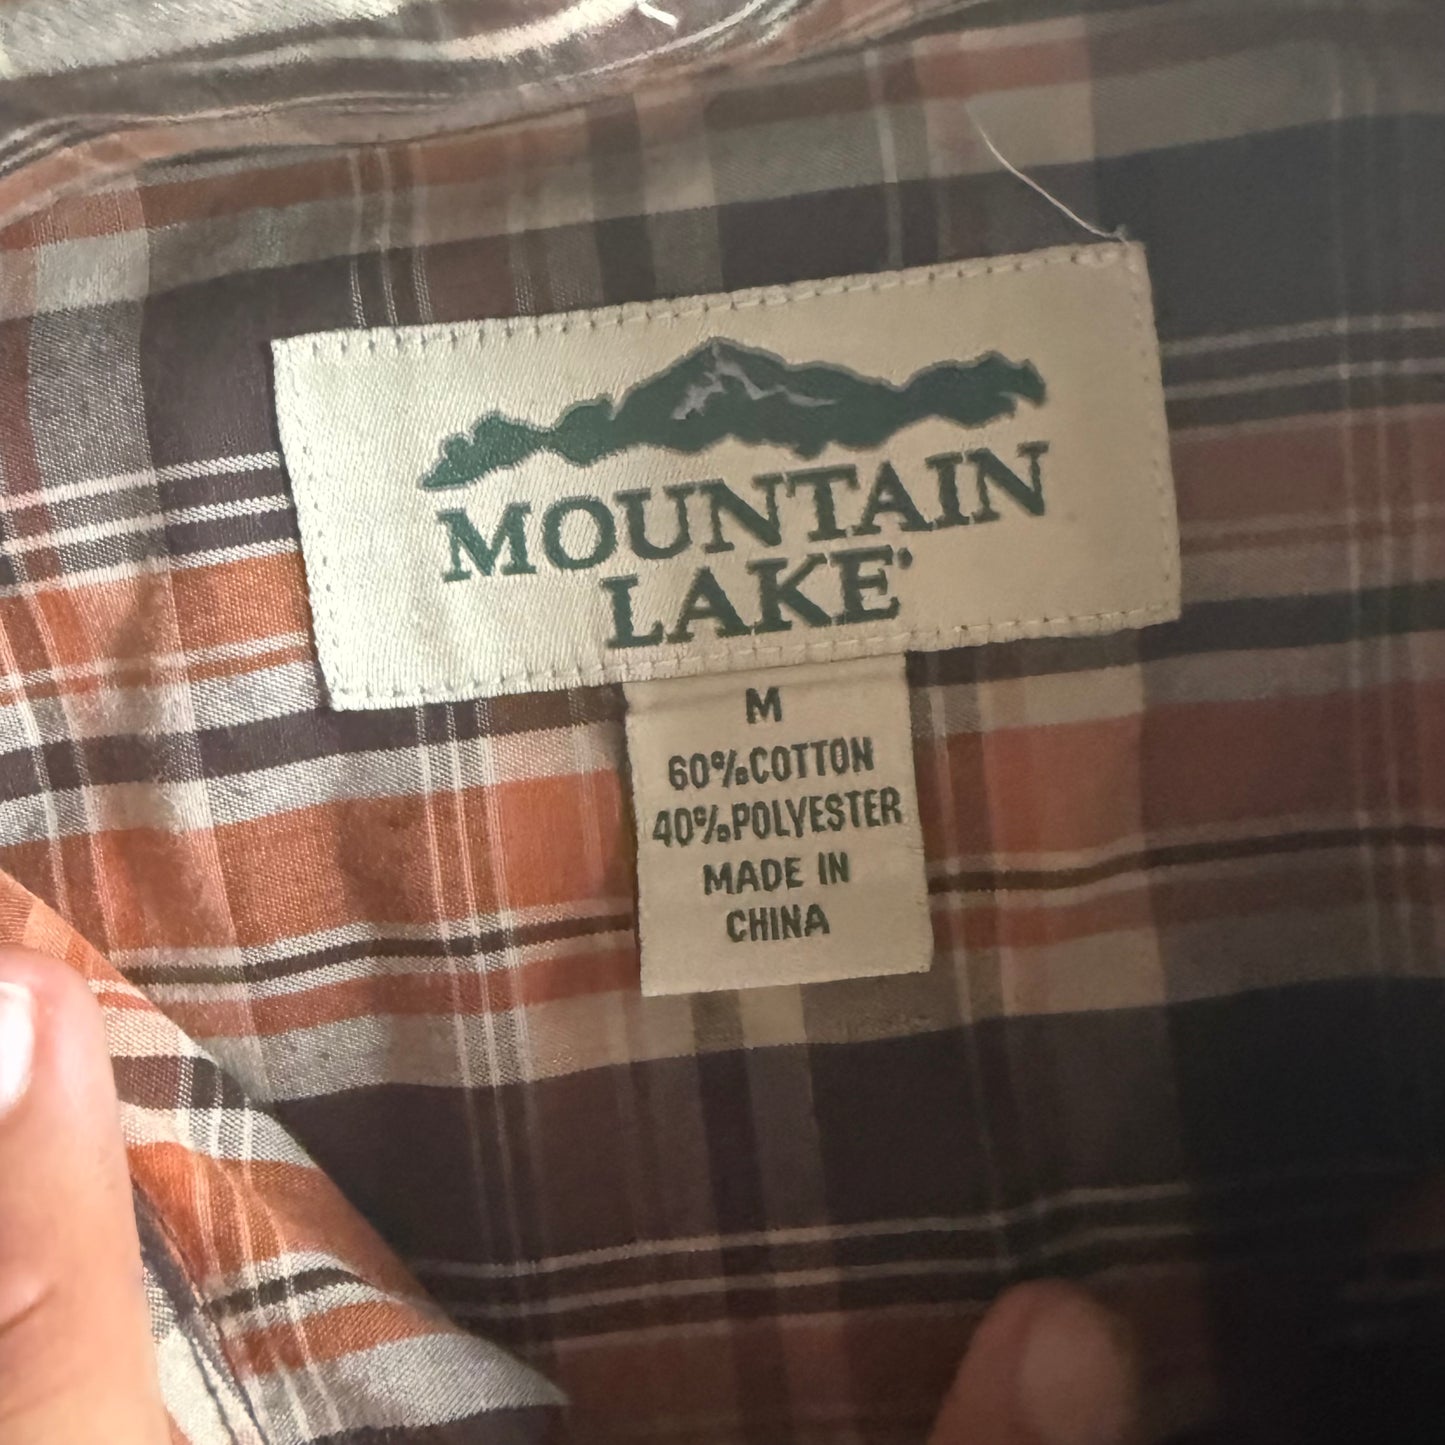 MOUNTAIN
LAKE
M
60%COTTON
40%POLYESTER
MADE IN
CHINA